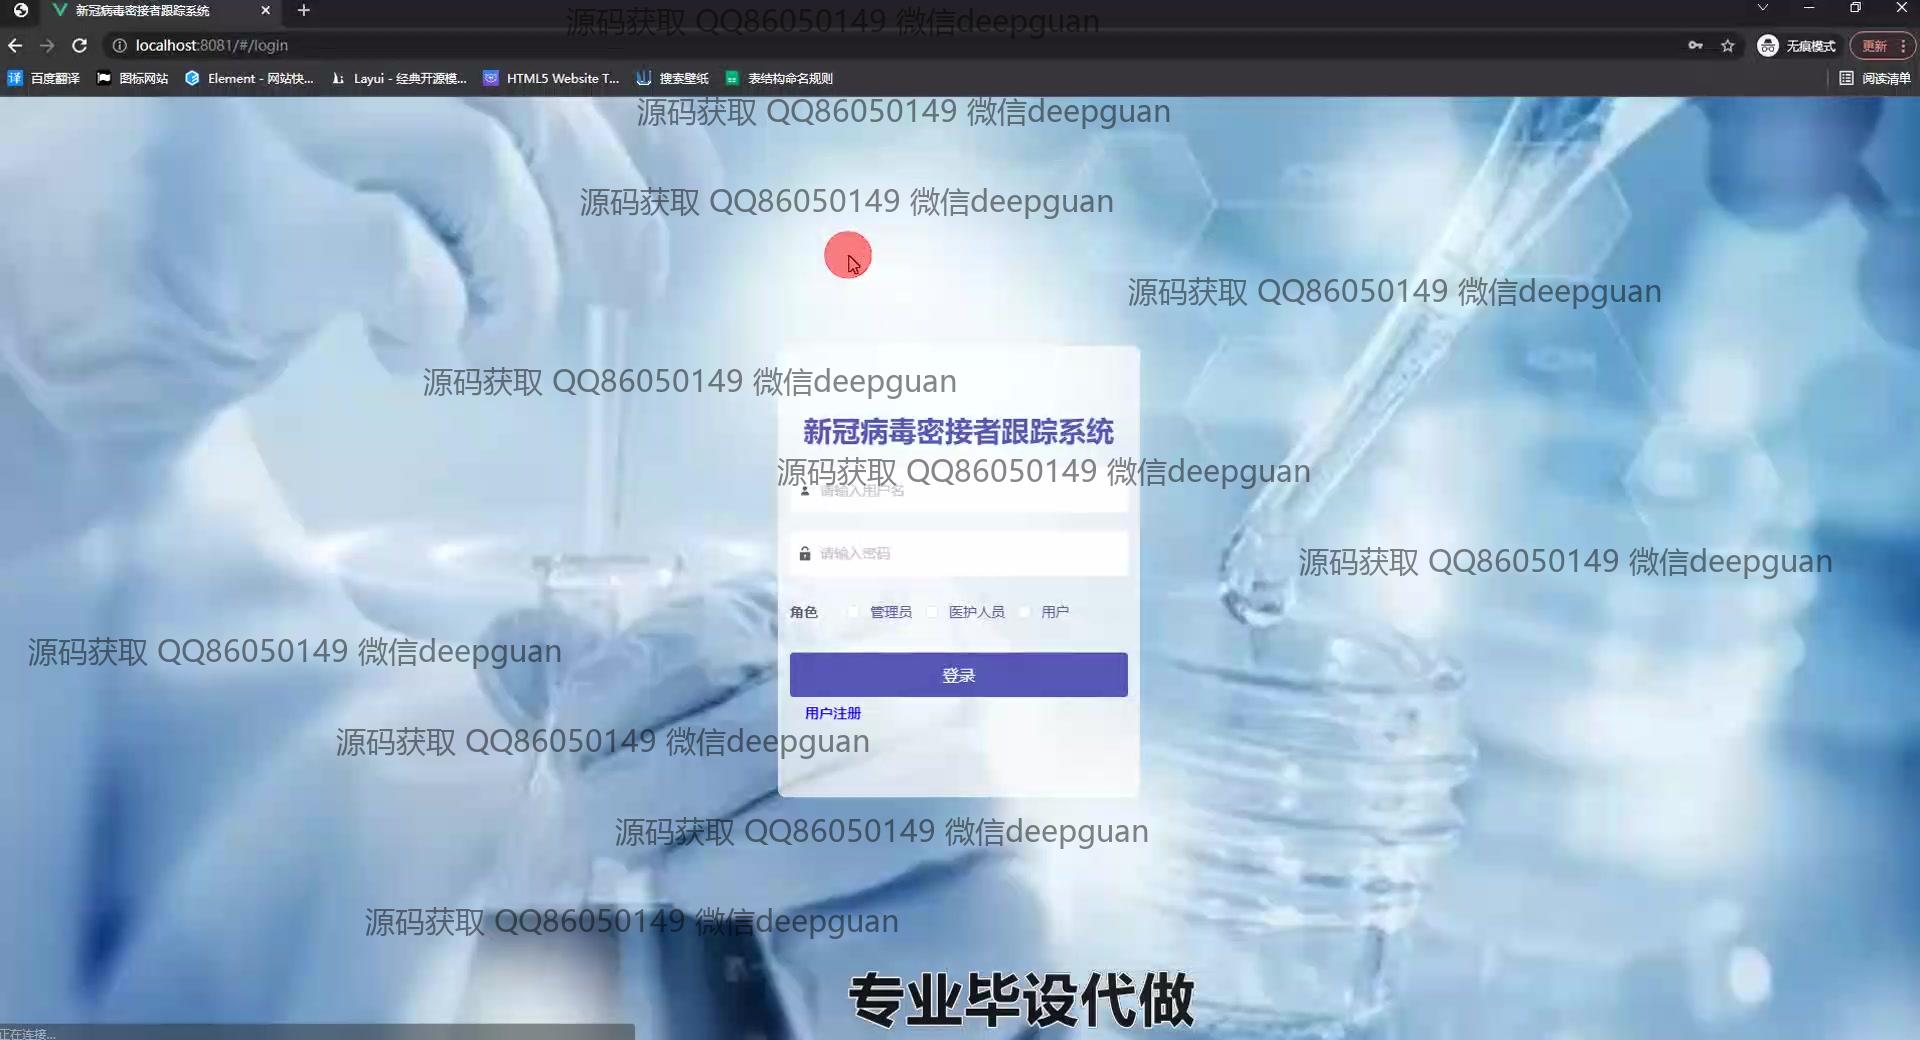 新冠病毒密接者跟踪系统
源码获取 QQ86050149 微信deepguan
localhost:8081/#/login
无痕模式
更新
百度翻译
图标网站
Element - 网站快...
Layui - 经典开源模...
HTML5 Website T...
搜索壁纸
表结构命名规则
阅读清单
源码获取 QQ86050149 微信deepguan
源码获取 QQ86050149 微信deepguan
源码获取 QQ86050149 微信deepguan
源码获取 QQ86050149 微信deepguan
新冠病毒密接者跟踪系统
源码获取 QQ86050149 微信deepguan
请输入用户名
请输入密码
源码获取 QQ86050149 微信deepguan
角色 管理员 医护人员 用户
源码获取 QQ86050149 微信deepguan
登录
用户注册
源码获取 QQ86050149 微信deepguan
源码获取 QQ86050149 微信deepguan
源码获取 QQ86050149 微信deepguan
专业毕设代做
正在连接...